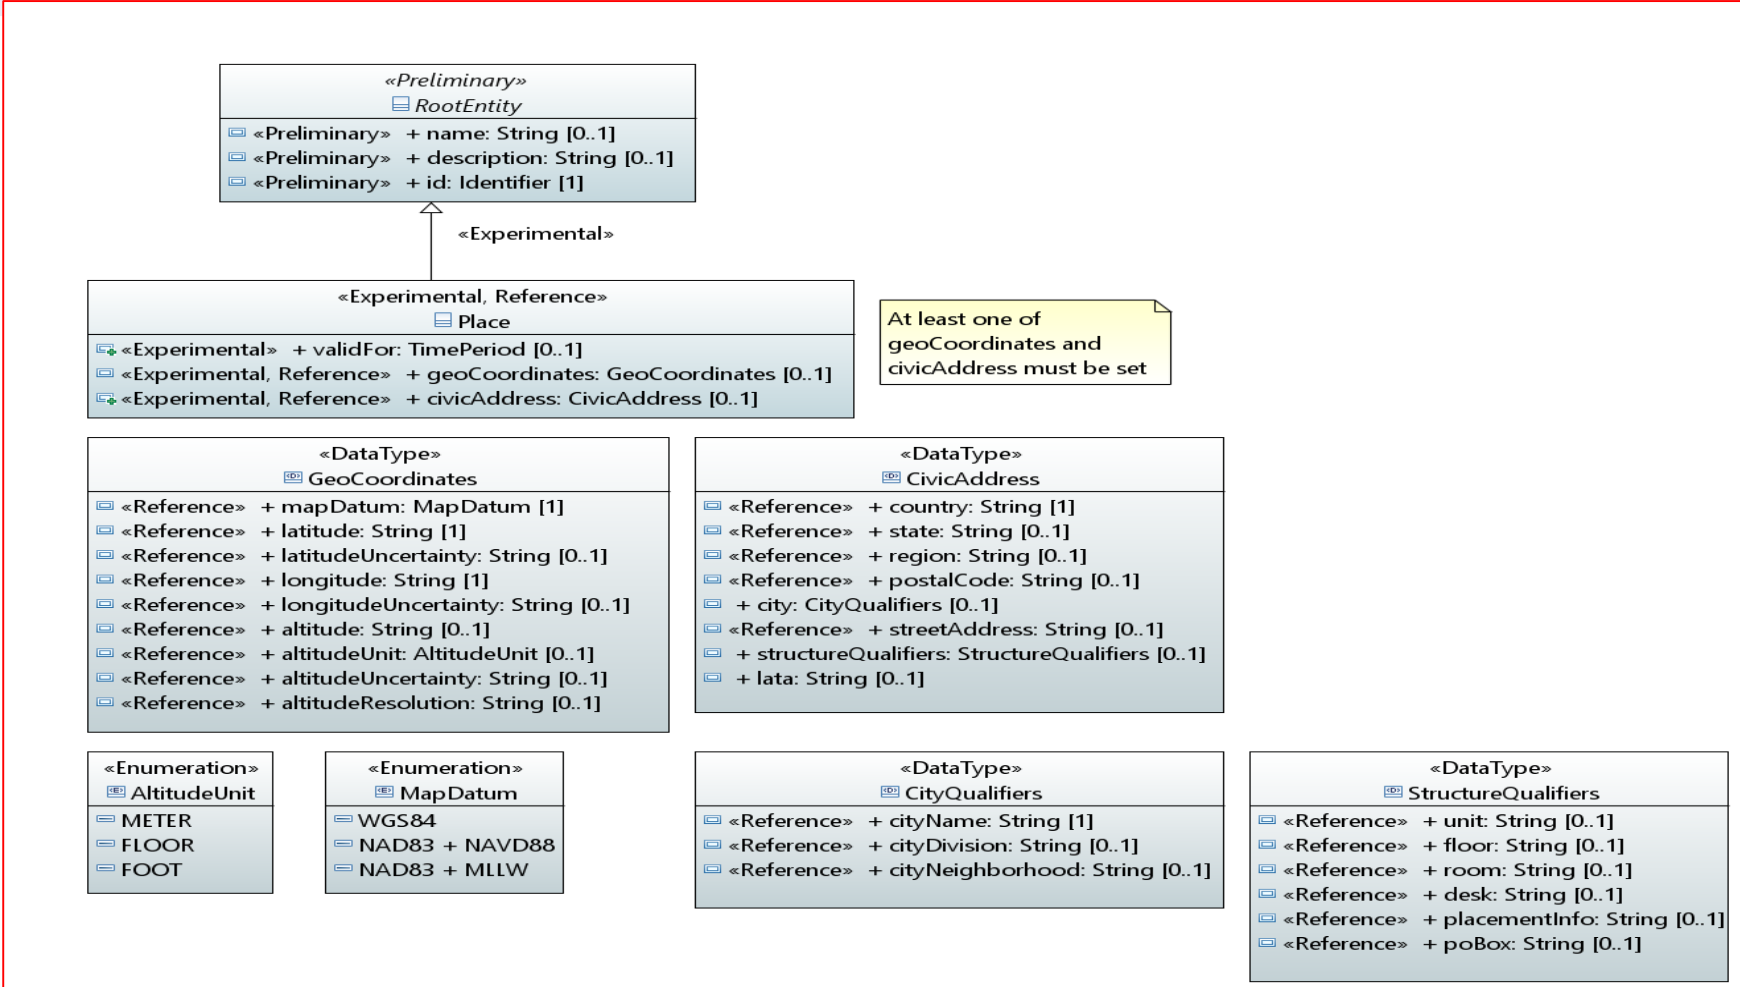 «Preliminary»
RootEntity
«Preliminary» + name: String [0..1]
«Preliminary» + description: String [0..1]
«Preliminary» + id: Identifier [1]
«Experimental»
«Experimental, Reference»
Place
«Experimental» + validFor: TimePeriod [0..1]
«Experimental, Reference» + geoCoordinates: GeoCoordinates [0..1]
«Experimental, Reference» + civicAddress: CivicAddress [0..1]
At least one of
geoCoordinates and
civicAddress must be set
«DataType»
GeoCoordinates
«Reference» + mapDatum: MapDatum [1]
«Reference» + latitude: String [1]
«Reference» + latitudeUncertainty: String [0..1]
«Reference» + longitude: String [1]
«Reference» + longitudeUncertainty: String [0..1]
«Reference» + altitude: String [0..1]
«Reference» + altitudeUnit: AltitudeUnit [0..1]
«Reference» + altitudeUncertainty: String [0..1]
«Reference» + altitudeResolution: String [0..1]
«DataType»
CivicAddress
«Reference» + country: String [1]
«Reference» + state: String [0..1]
«Reference» + region: String [0..1]
«Reference» + postalCode: String [0..1]
+ city: CityQualifiers [0..1]
«Reference» + streetAddress: String [0..1]
+ structureQualifiers: StructureQualifiers [0..1]
+ lata: String [0..1]
«Enumeration»
AltitudeUnit
METER
FLOOR
FOOT
«Enumeration»
MapDatum
WGS84
NAD83 + NAVD88
NAD83 + MLLW
«DataType»
CityQualifiers
«Reference» + cityName: String [1]
«Reference» + cityDivision: String [0..1]
«Reference» + cityNeighborhood: String [0..1]
«DataType»
StructureQualifiers
«Reference» + unit: String [0..1]
«Reference» + floor: String [0..1]
«Reference» + room: String [0..1]
«Reference» + desk: String [0..1]
«Reference» + placementInfo: String [0..1]
«Reference» + poBox: String [0..1]